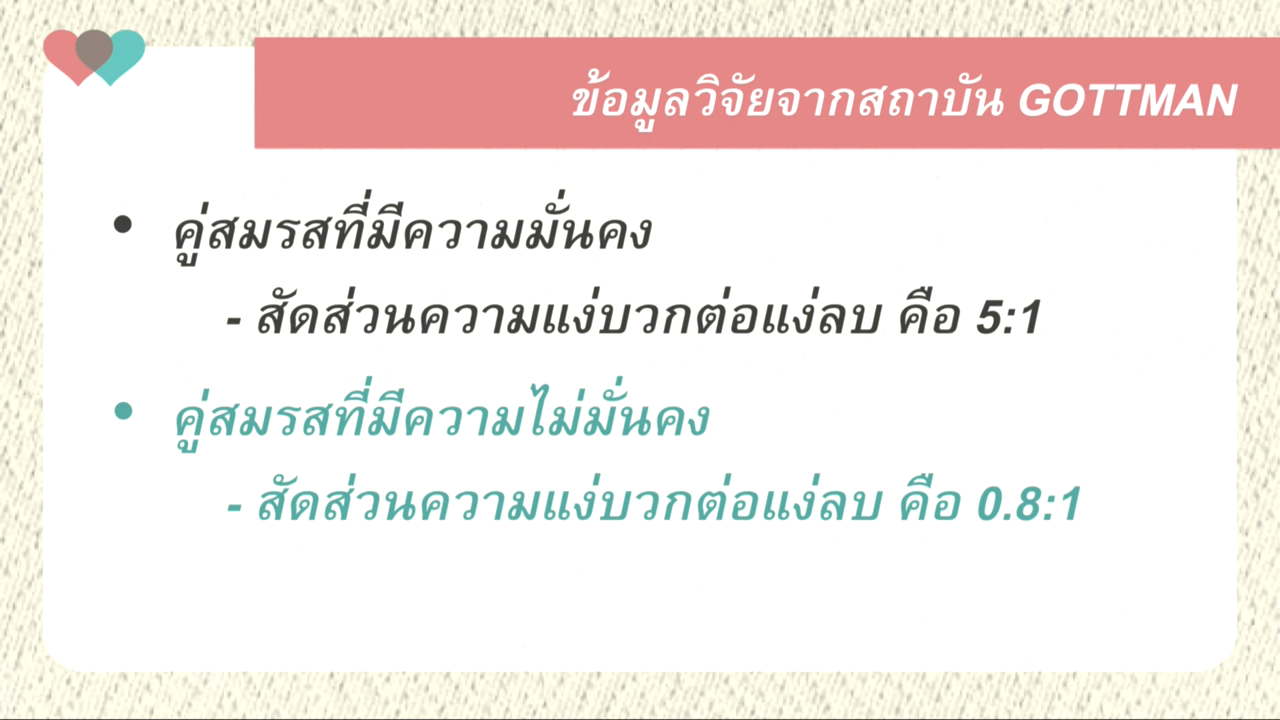 ข้อมูลวิจัยจากสถาบัน GOTTMAN
• คู่สมรสที่มีความมั่นคง
- สัดส่วนความแง่บวกต่อแง่ลบ คือ 5:1
• คู่สมรสที่มีความไม่มั่นคง
- สัดส่วนความแง่บวกต่อแง่ลบ คือ 0.8:1